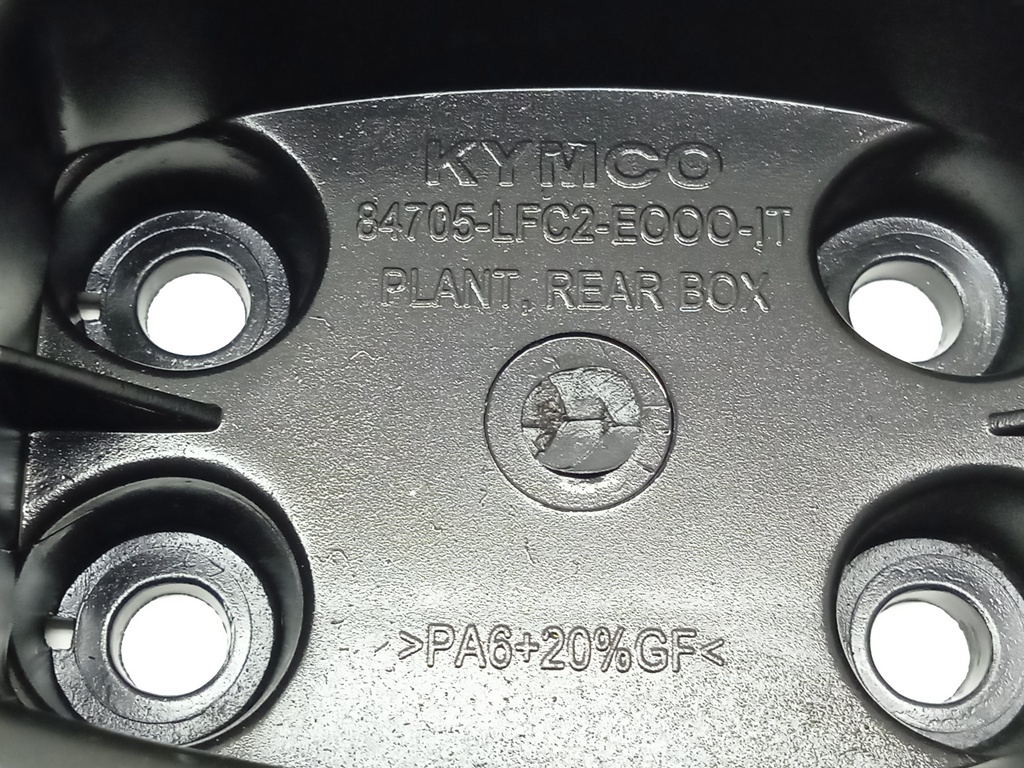 KYMCO
84705-LFC2-E000-IT
PLANT, REAR BOX
>PA6+20%GF<